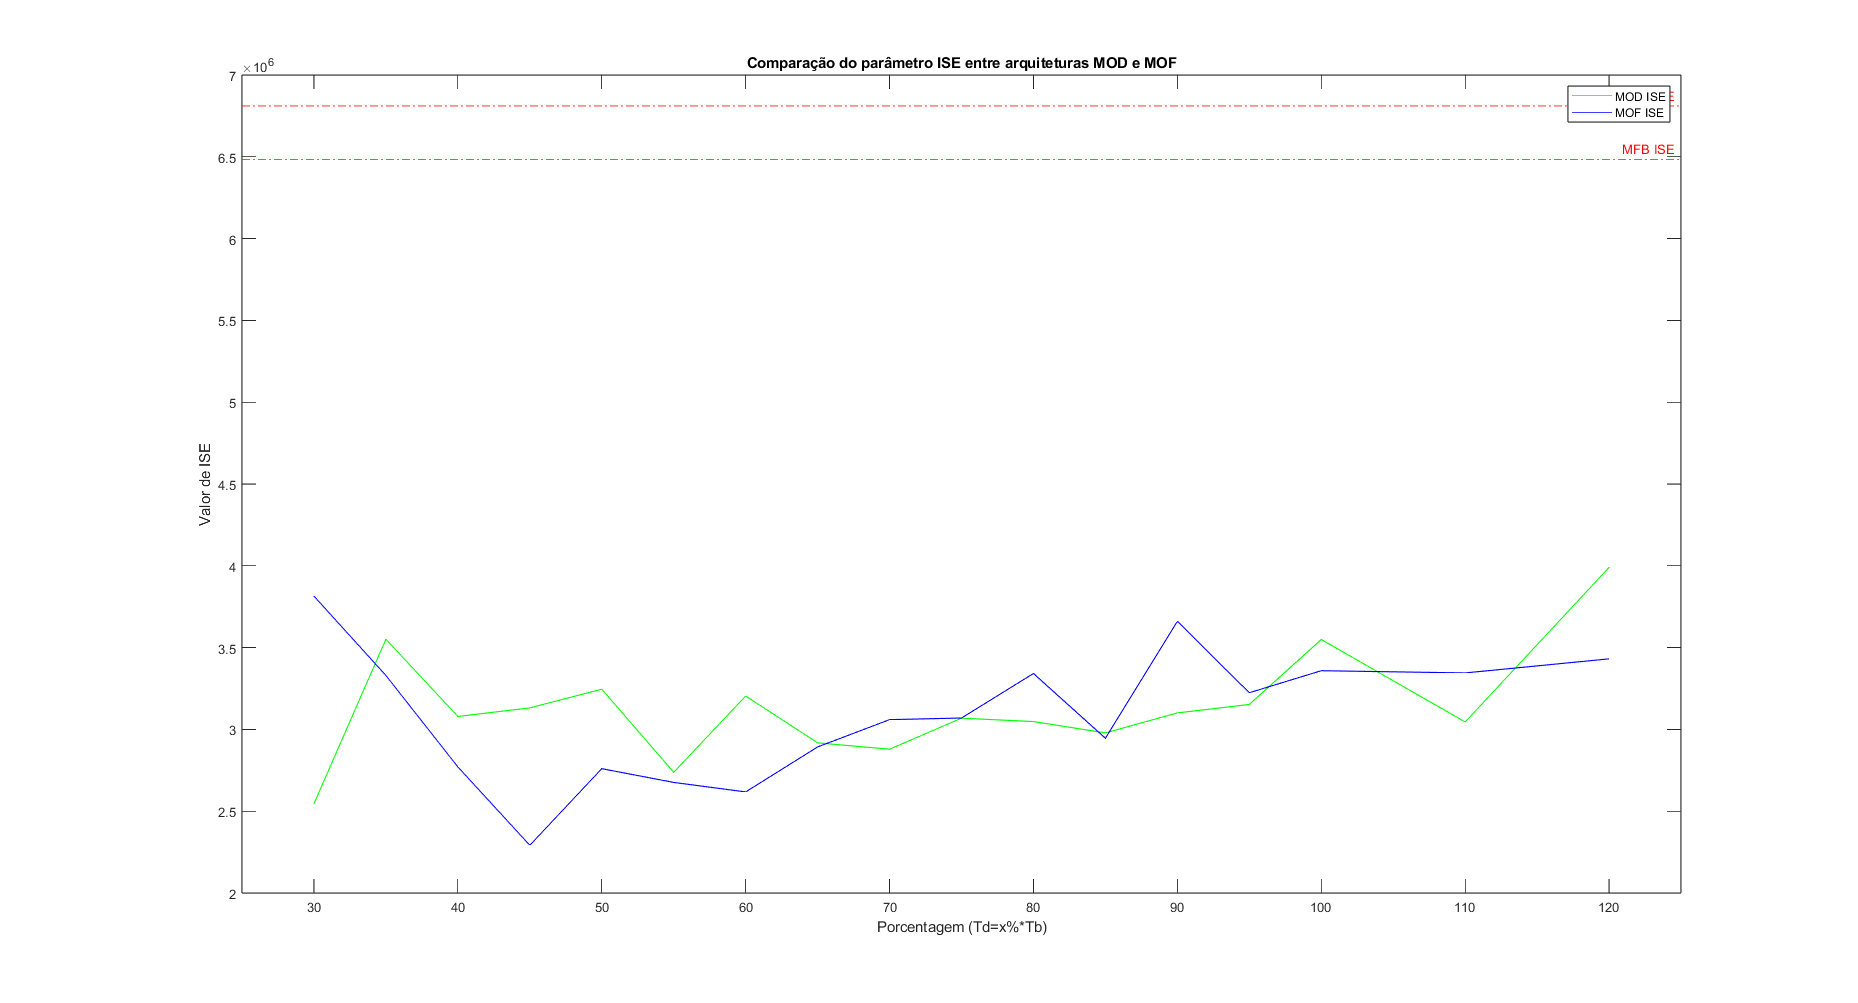 Comparação do parâmetro ISE entre arquiteturas MOD e MOF
×10^6
7
6.5
6
5.5
5
4.5
4
3.5
3
2.5
2
Valor de ISE
MOD ISE
MOF ISE
E
MFB ISE
30 40 50 60 70 80 90 100 110 120
Porcentagem (Td=x%*Tb)